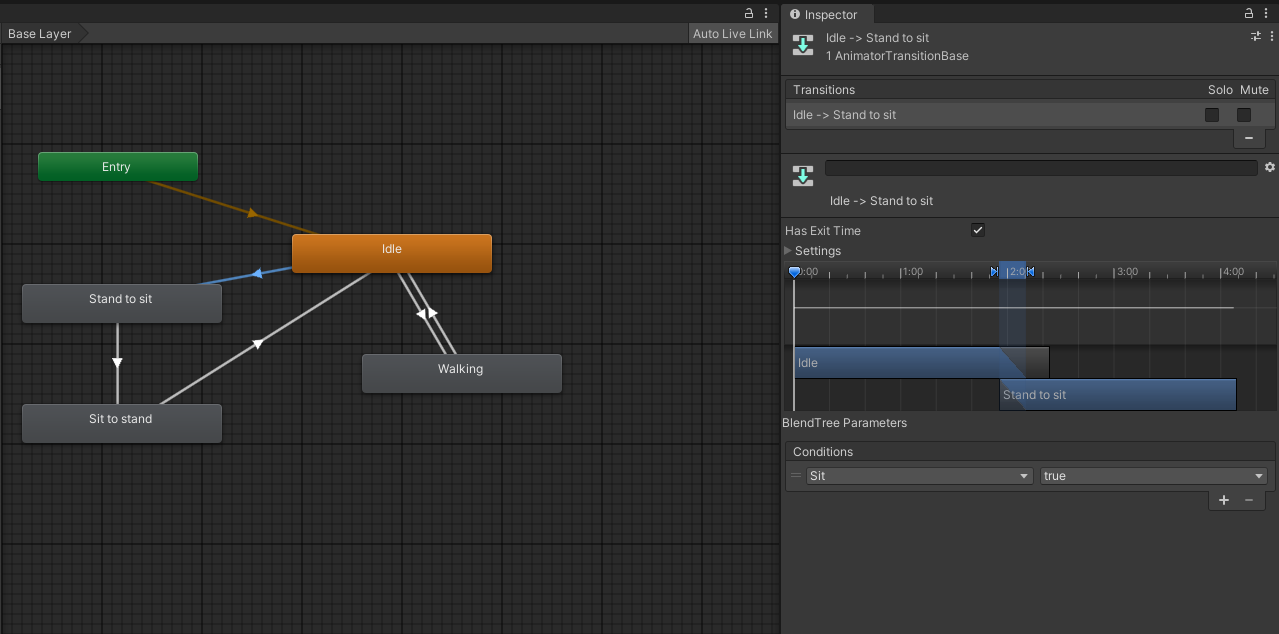 Base Layer
Auto Live Link
Entry
Idle
Stand to sit
Walking
Sit to stand
Inspector
Idle -> Stand to sit
1 AnimatorTransitionBase
Transitions Solo Mute
Idle -> Stand to sit
Idle -> Stand to sit
Has Exit Time
Settings
0:00 1:00 2:0 3:00 4:00
Idle
Stand to sit
BlendTree Parameters
Conditions
Sit true